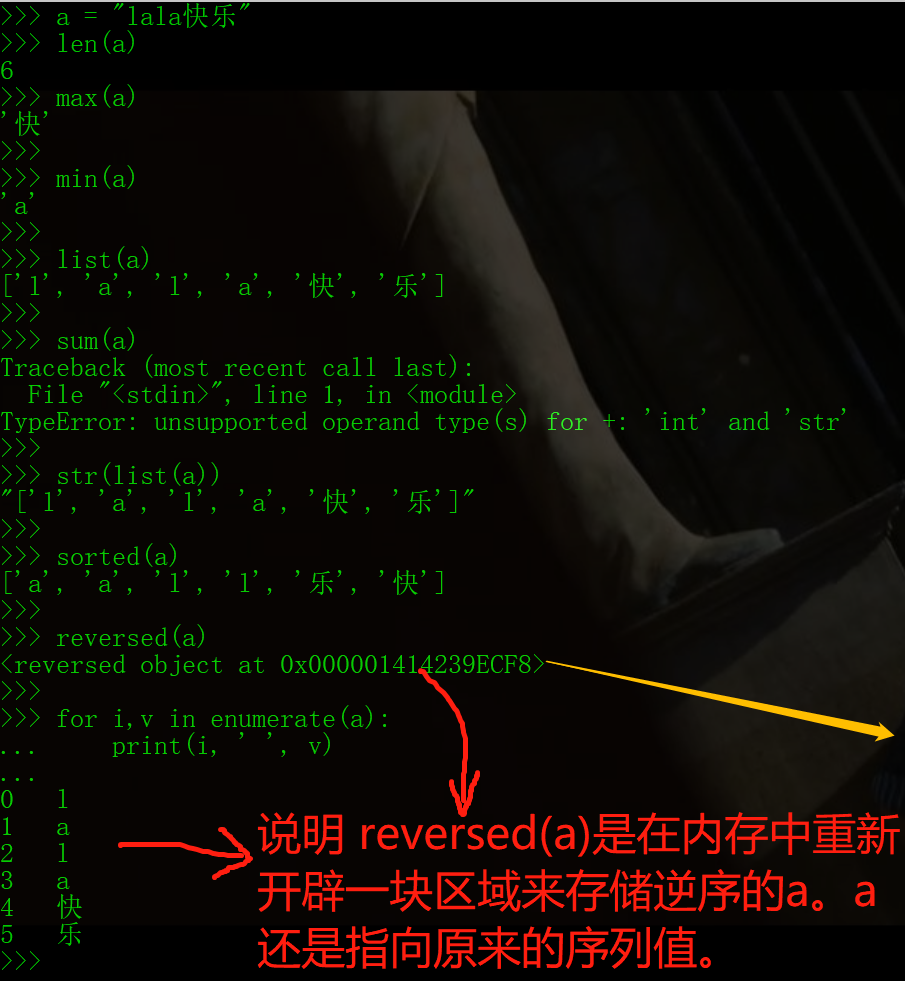 >>> a = "lala快乐"
>>> len(a)
6
>>> max(a)
'快'
>>>
>>> min(a)
'a'
>>>
>>> list(a)
['l', 'a', 'l', 'a', '快', '乐']
>>>
>>> sum(a)
Traceback (most recent call last):
  File "<stdin>", line 1, in <module>
TypeError: unsupported operand type(s) for +: 'int' and 'str'
>>>
>>> str(list(a))
"['l', 'a', 'l', 'a', '快', '乐']"
>>>
>>> sorted(a)
['a', 'a', 'l', 'l', '乐', '快']
>>>
>>> reversed(a)
<reversed object at 0x000001414239ECF8>
>>>
>>> for i,v in enumerate(a):
...     print(i, ' ', v)
...
0   l
1   a
2   l
3   a
4   快
5   乐
>>>
说明 reversed(a)是在内存中重新
开辟一块区域来存储逆序的a。a
还是指向原来的序列值。